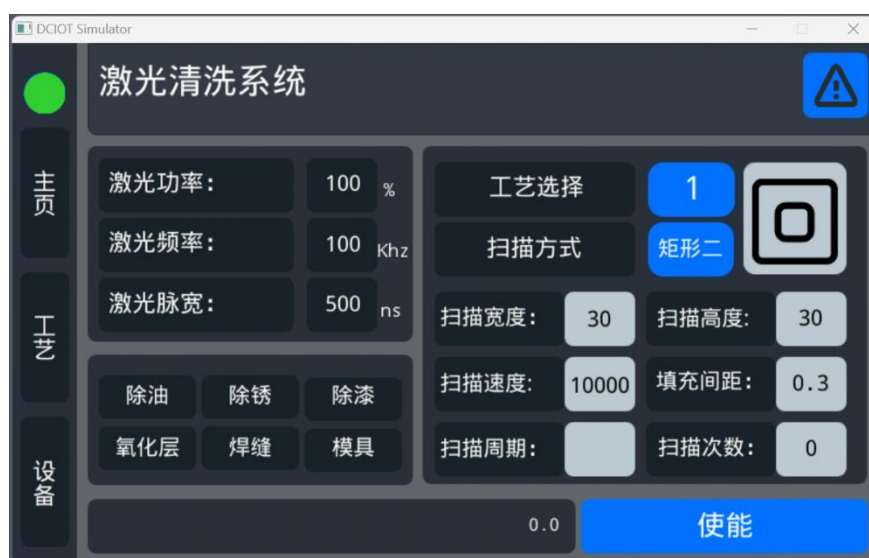 DCIOT Simulator
激光清洗系统
主页
工艺
设备
激光功率: 100 %
激光频率: 100 Khz
激光脉宽: 500 ns
除油 除锈 除漆
氧化层 焊缝 模具
工艺选择 1
扫描方式 矩形二
扫描宽度: 30 扫描高度: 30
扫描速度: 10000 填充间距: 0.3
扫描周期: 扫描次数: 0
0.0 使能